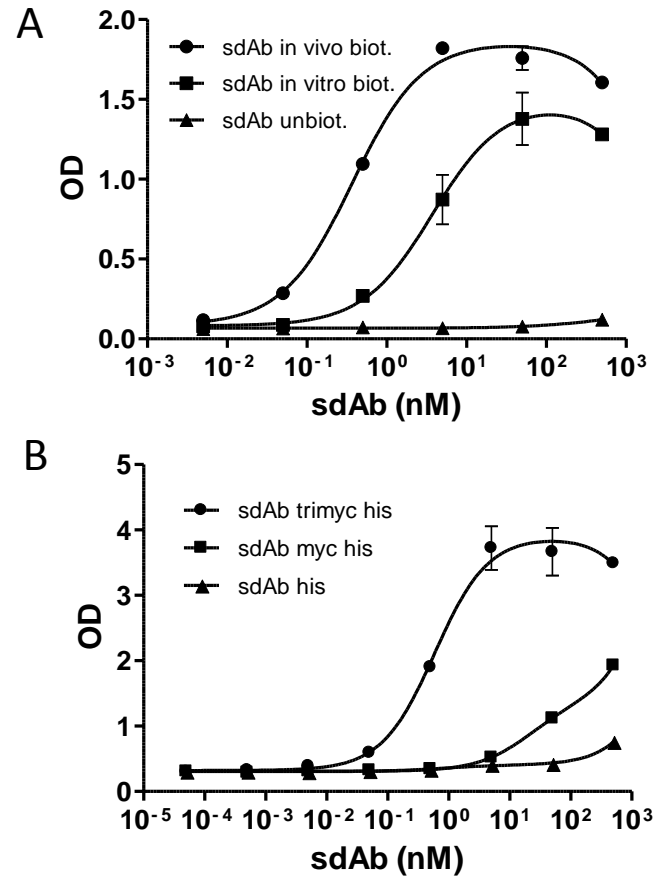 A
2.0
1.5
1.0
0.5
0.0
OD
sdAb in vivo biot.
sdAb in vitro biot.
sdAb unbiot.
10-3 10-2 10-1 100 101 102 103
sdAb (nM)
B
5
4
3
2
1
0
OD
sdAb trimyc his
sdAb myc his
sdAb his
10-5 10-4 10-3 10-2 10-1 100 101 102 103
sdAb (nM)